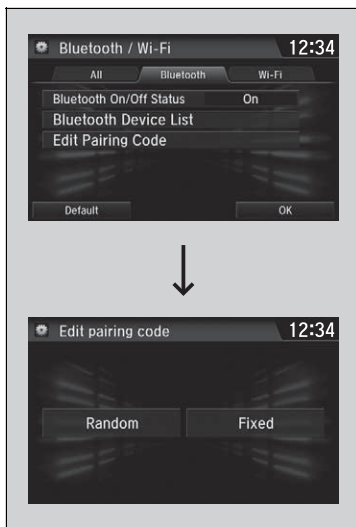 Bluetooth / Wi-Fi 12:34
All Bluetooth Wi-Fi
Bluetooth On/Off Status On
Bluetooth Device List
Edit Pairing Code
Default OK
Edit pairing code 12:34
Random Fixed